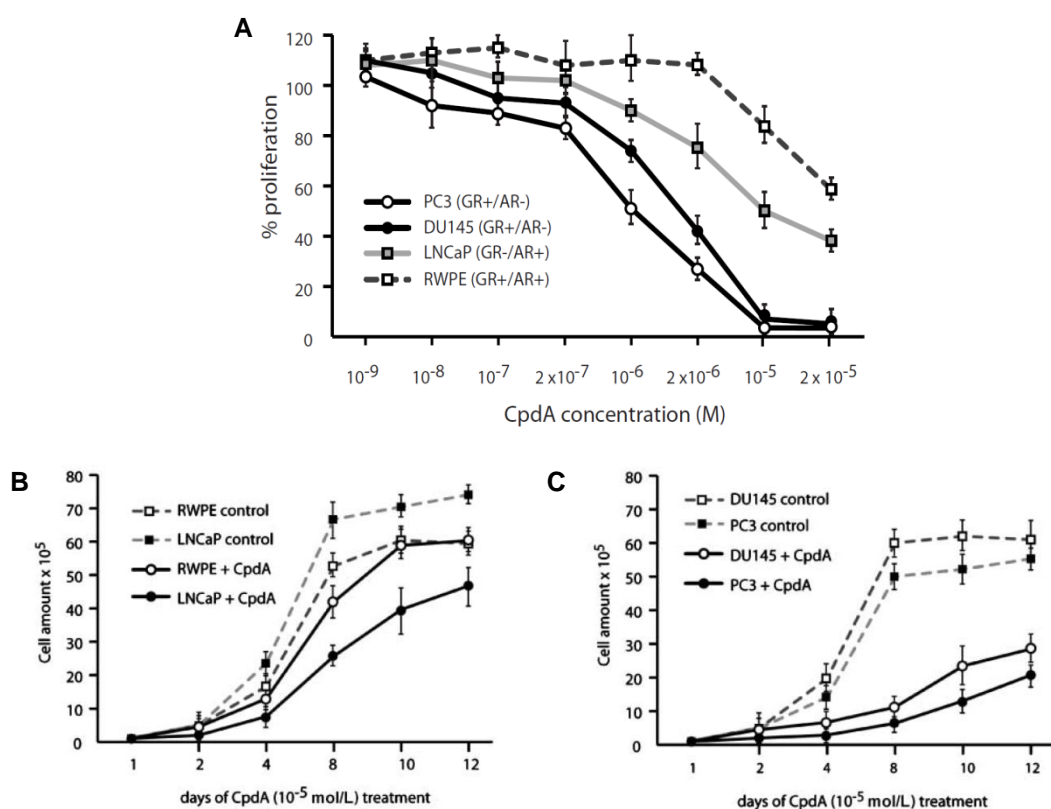 A
120
100
80
60
40
20
0
% proliferation
PC3 (GR+/AR-)
DU145 (GR+/AR-)
LNCaP (GR-/AR+)
RWPE (GR+/AR+)
10⁻⁹ 10⁻⁸ 10⁻⁷ 2 x10⁻⁷ 10⁻⁶ 2 x10⁻⁶ 10⁻⁵ 2 x 10⁻⁵
CpdA concentration (M)
B
80
70
60
50
40
30
20
10
0
Cell amount x 10⁵
RWPE control
LNCaP control
RWPE + CpdA
LNCaP + CpdA
1 2 4 8 10 12
days of CpdA (10⁻⁵ mol/L) treatment
C
80
70
60
50
40
30
20
10
0
Cell amount x 10⁵
DU145 control
PC3 control
DU145 + CpdA
PC3 + CpdA
1 2 4 8 10 12
days of CpdA (10⁻⁵ mol/L) treatment